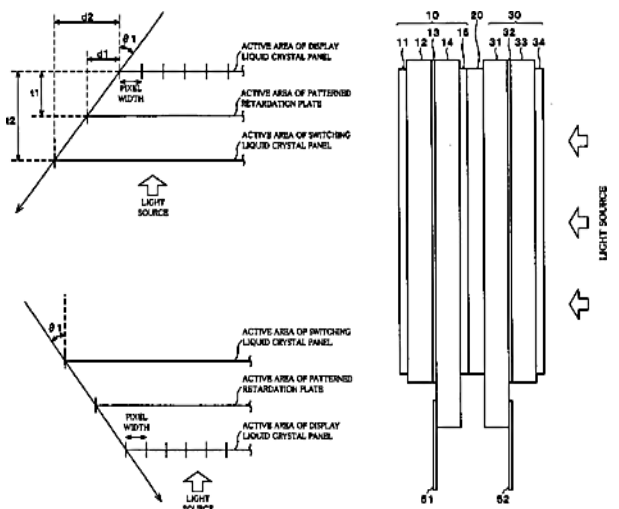 d2
θ1
d1
ACTIVE AREA OF DISPLAY
LIQUID CRYSTAL PANEL
PIXEL
WIDTH
t1
t2
ACTIVE AREA OF PATTERNED
RETARDATION PLATE
ACTIVE AREA OF SWITCHING
LIQUID CRYSTAL PANEL
LIGHT
SOURCE
θ1
ACTIVE AREA OF SWITCHING
LIQUID CRYSTAL PANEL
ACTIVE AREA OF PATTERNED
RETARDATION PLATE
PIXEL
WIDTH
ACTIVE AREA OF DISPLAY
LIQUID CRYSTAL PANEL
LIGHT
SOURCE
10 20 30
11 12 13 14 15 31 32 33 34
LIGHT SOURCE
51 52